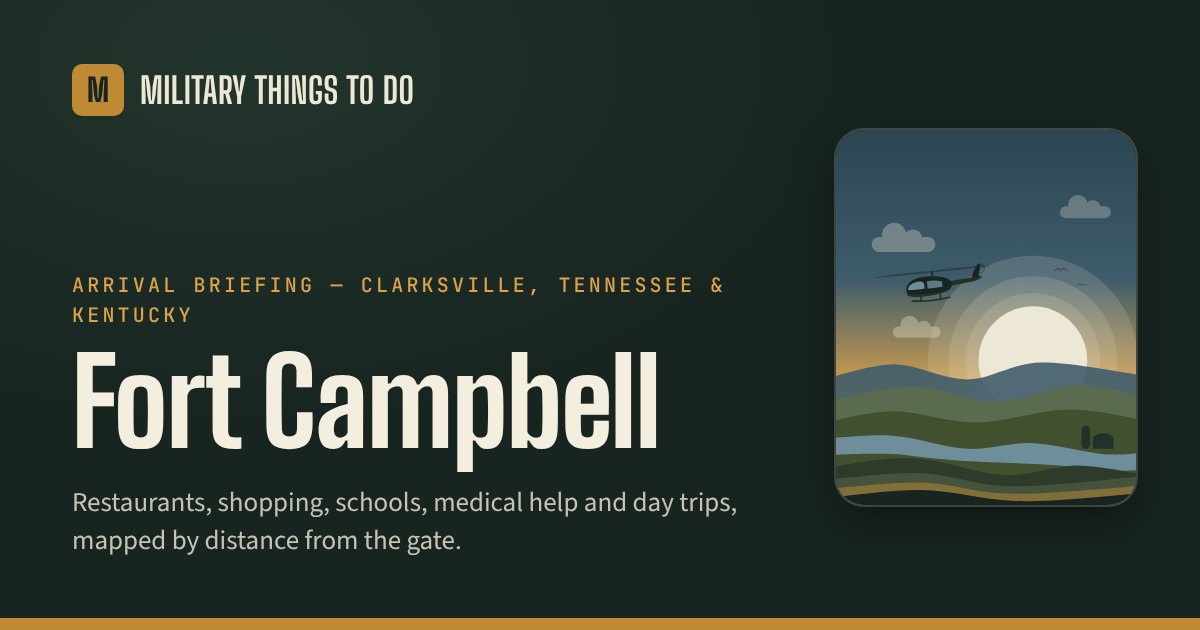 M MILITARY THINGS TO DO
ARRIVAL BRIEFING — CLARKSVILLE, TENNESSEE &
KENTUCKY
Fort Campbell
Restaurants, shopping, schools, medical help and day trips,
mapped by distance from the gate.